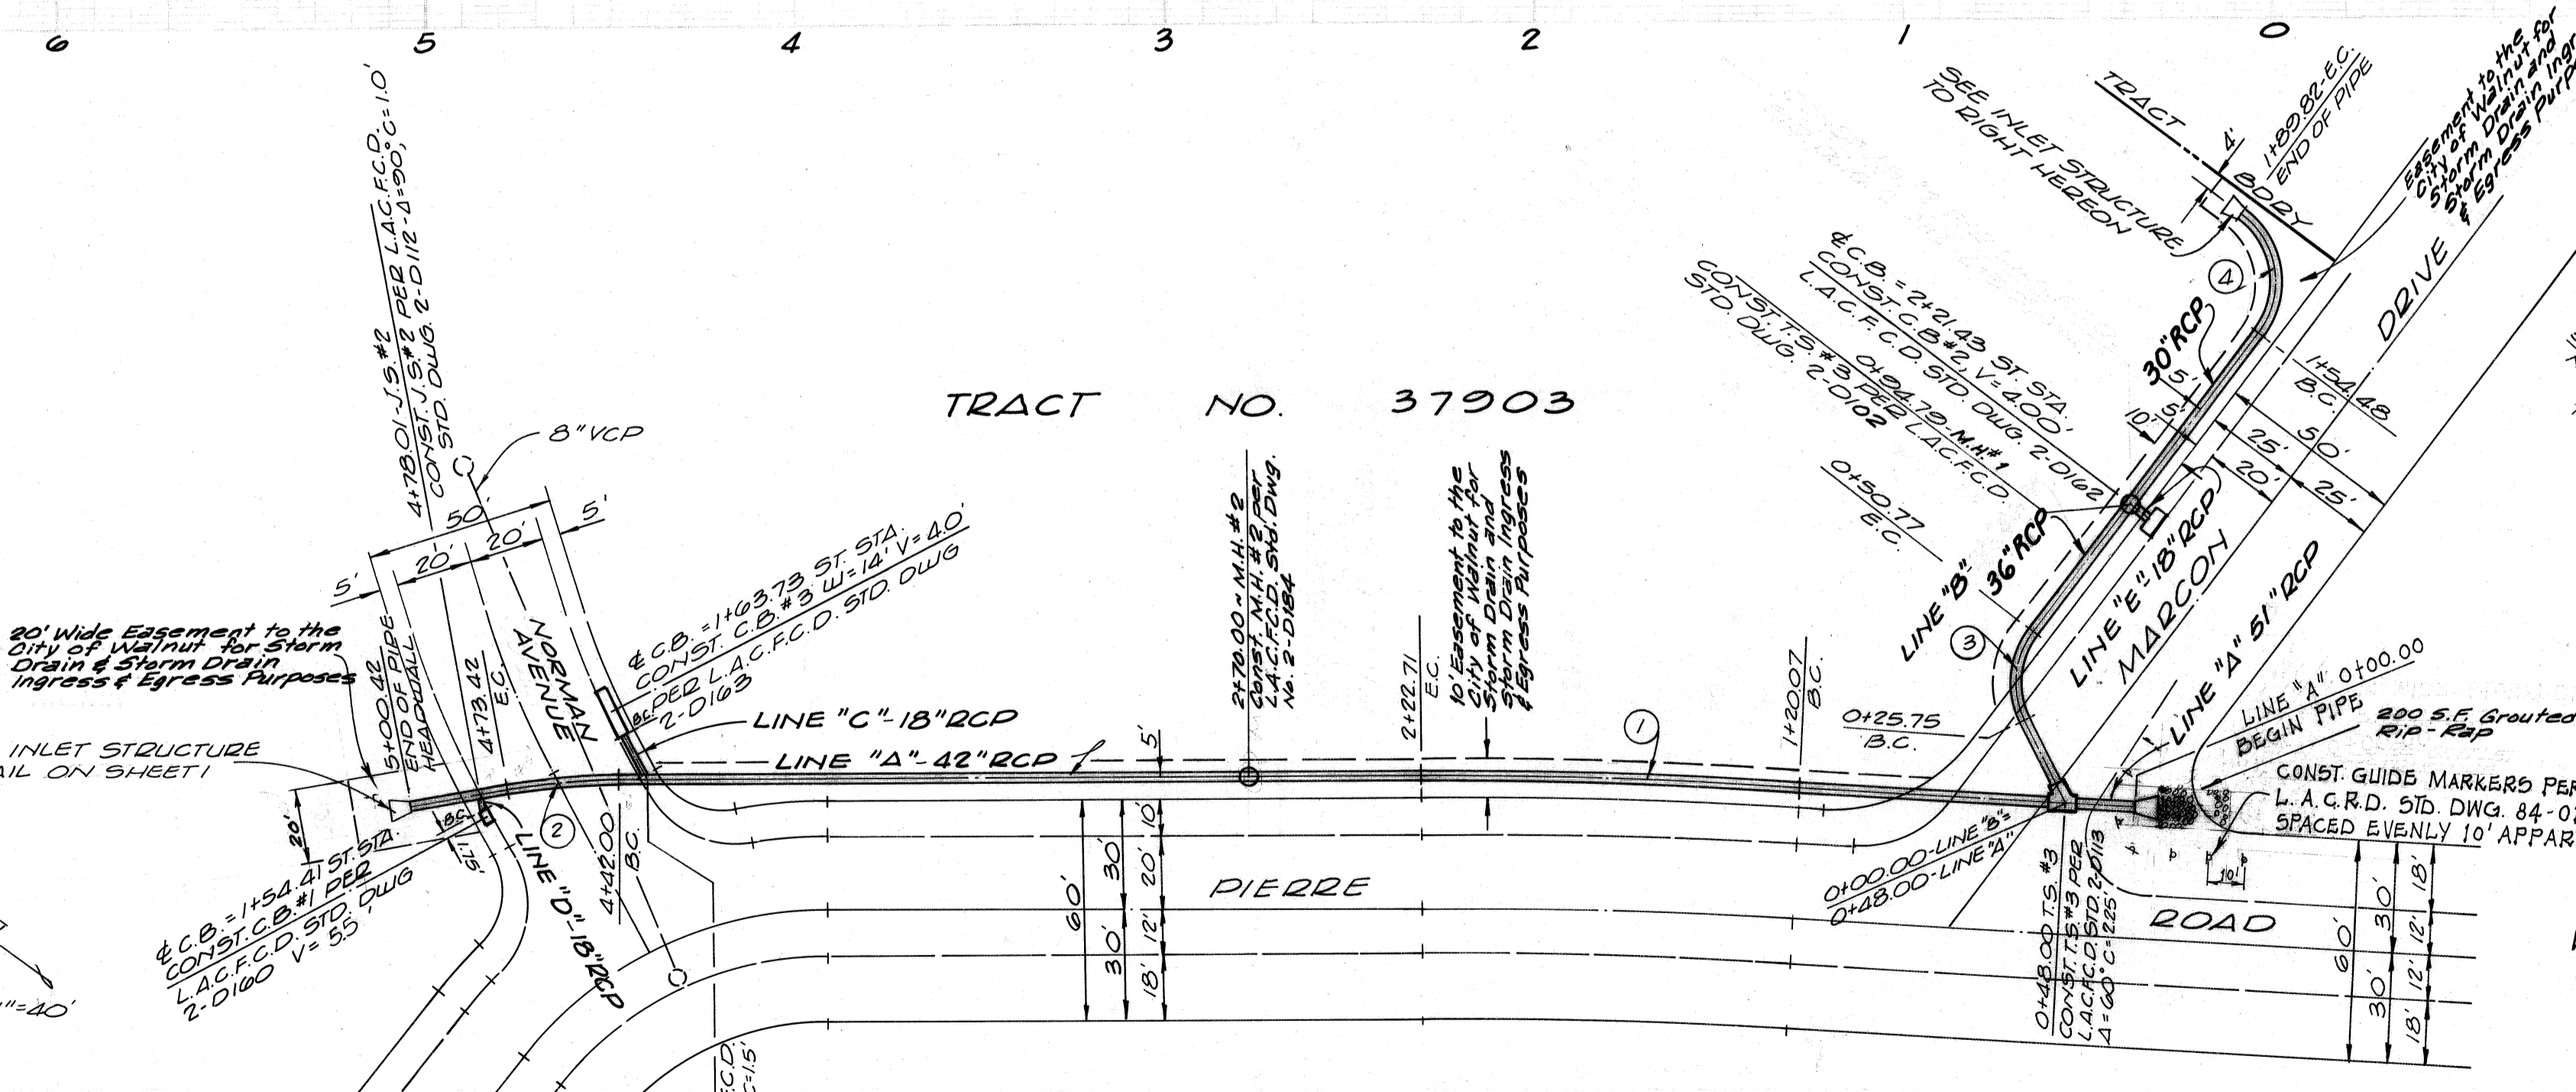 6 5 4 3 2 1 0
4+78.01-J.S.#2
CONST. J.S.#2 PER L.A.C.F.C.D.
STD. DWG. 2-D112-Δ=90°, C=1.0'
8"VCP
50'
20'
20'
5'
5'
20' Wide Easement to the
City of Walnut for Storm
Drain & Storm Drain
Ingress & Egress Purposes
5+00.42
END OF PIPE
HEADWALL
4+73.42
E.C.
NORMAN
AVENUE
INLET STRUCTURE
AIL ON SHEET 1
20'
B.C.
℄ C.B. = 1+54.41 ST. STA.
CONST. C.B. #1 PER
L.A.C.F.C.D. STD. DWG
2-D160 V=5.5'
"=40'
℄ C.B. = 1+63.73 ST. STA.
CONST. C.B. #3 W=14' V=4.0'
PER L.A.C.F.C.D. STD. DWG
2-D163
B.C.
LINE "C"-18"RCP
LINE "A"-42"RCP
2
LINE "D"-18"RCP
4+42.00
B.C.
.C.D.
C=1.5'
TRACT NO. 37903
2+70.00~M.H.#2
Const. M.H.#2 per
L.A.C.F.C.D. Std. Dwg.
No. 2-D184
5'
2+22.71
E.C.
10' Easement to the
City of Walnut for
Storm Drain and
Storm Drain Ingress
& Egress Purposes
1
1+20.07
B.C.
60'
30'
30'
10'
20'
12'
18'
PIERRE
ROAD
SEE INLET STRUCTURE
TO RIGHT HEREON
TRACT BDRY
4'
1+89.82-E.C.
END OF PIPE
Easement to the
City of Walnut for
Storm Drain and
Storm Drain Ingr
& Egress Purp
4
30"RCP
5'
5'
10'
1+54.48
B.C.
50'
25'
20'
25'
DRIVE
℄ C.B. = 2+21.43 ST. STA.
CONST. C.B.#2, V=4.00'
L.A.C.F.C.D. STD. DWG. 2-D162
0+94.79-M.H.#1
CONST. T.S.#3 PER L.A.C.F.C.D.
STD. DWG. 2-D102
0+50.77
E.C.
LINE "B"
36"RCP
3
LINE "E"-18"RCP
MARCON
LINE "A" 51"RCP
0+25.75
B.C.
LINE "A" 0+00.00
BEGIN PIPE
200 S.F. Grouted
Rip-Rap
CONST. GUIDE MARKERS PER
L.A.C.R.D. STD. DWG. 84-0
SPACED EVENLY 10' APPAR
10'
0+00.00-LINE "B"=
0+48.00-LINE "A"
0+48.00 T.S. #3
CONST. T.S.#3 PER
L.A.C.F.C.D. STD. 2-D113
Δ=60° C=2.25'
60'
30'
30'
18'
12'
12'
18'